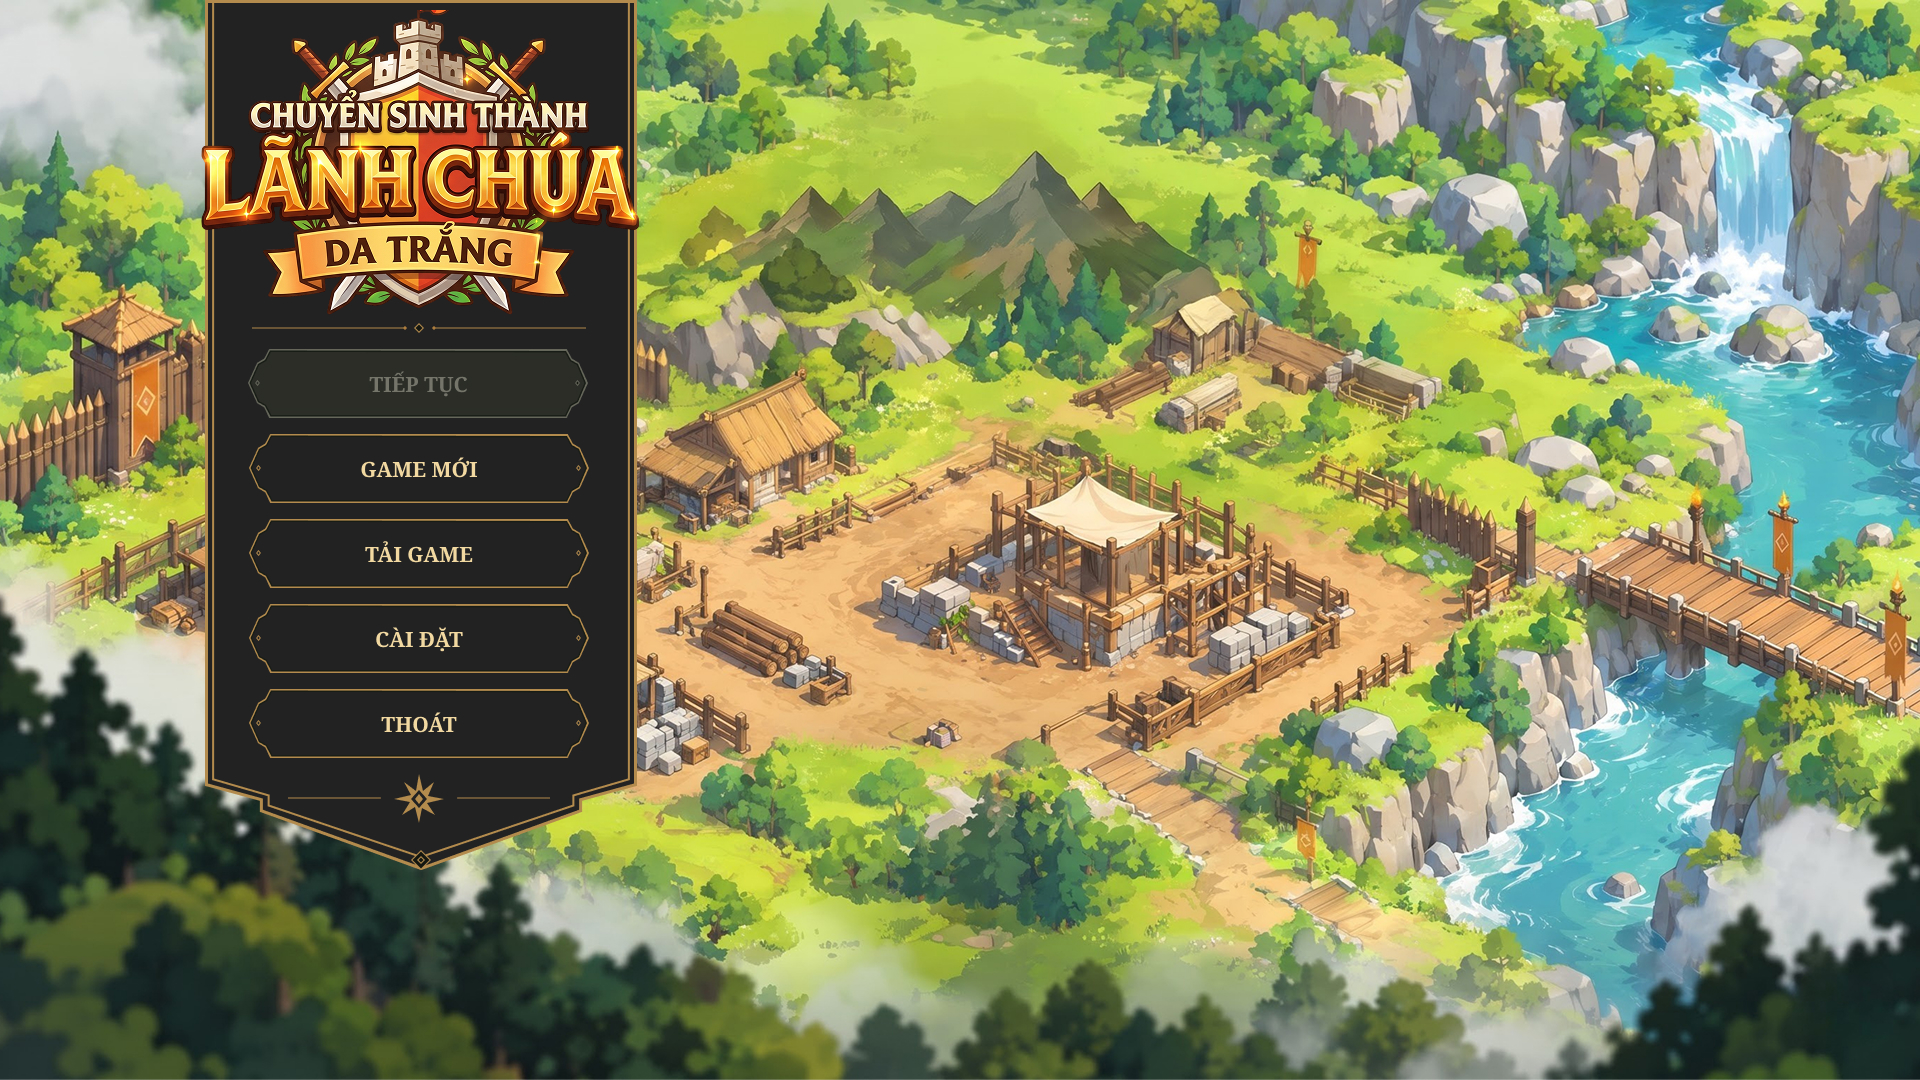 CHUYỂN SINH THÀNH
LÃNH CHÚA
DA TRẮNG
TIẾP TỤC
GAME MỚI
TẢI GAME
CÀI ĐẶT
THOÁT